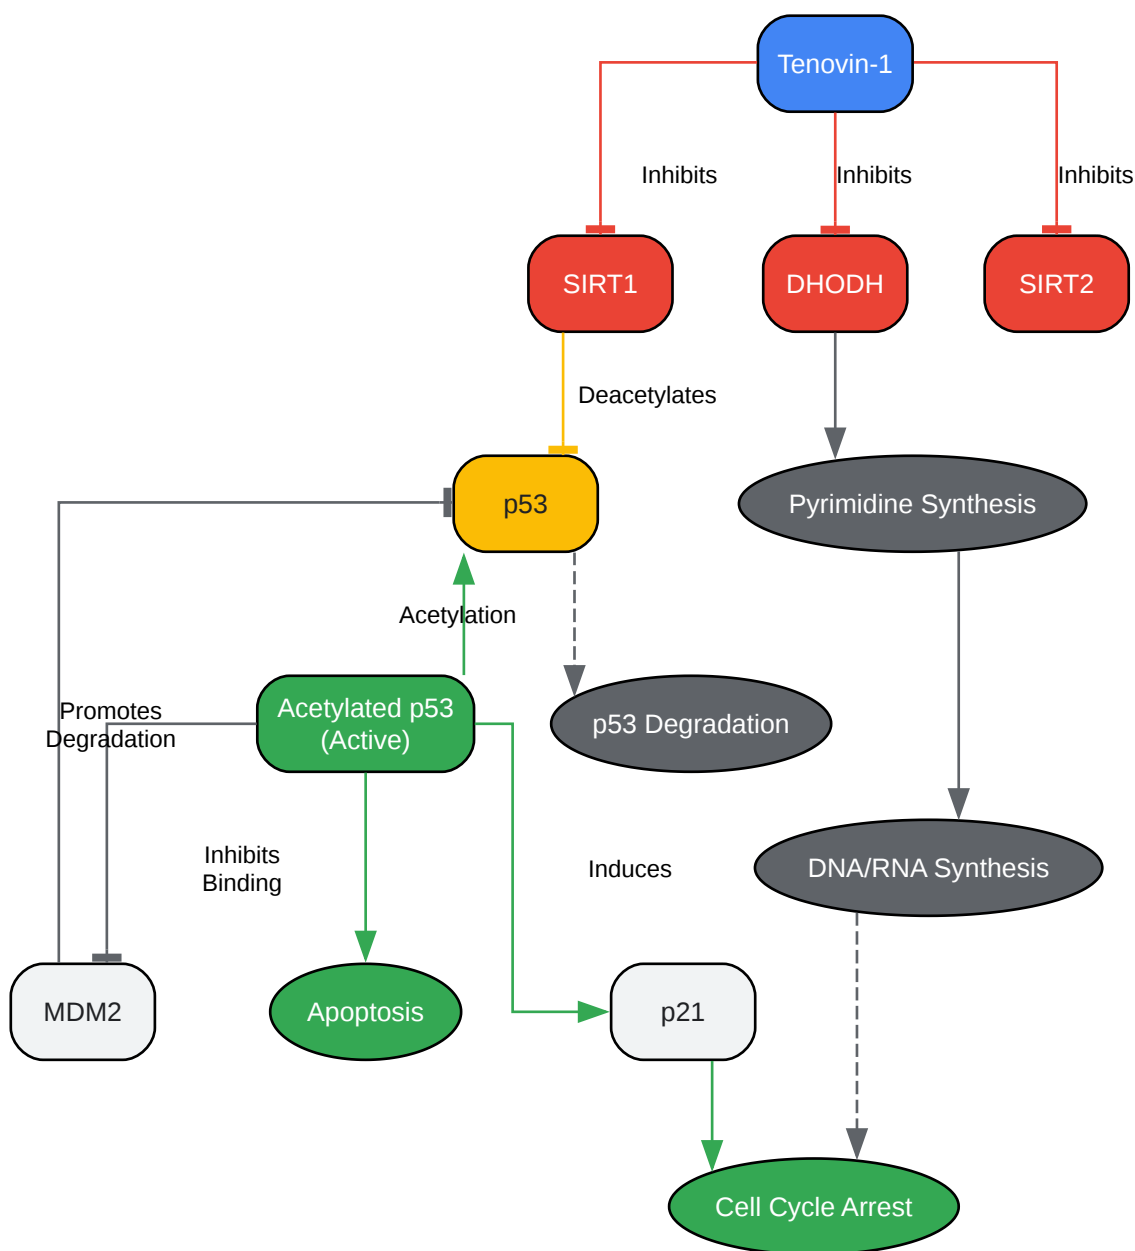 Tenovin-1
Inhibits
Inhibits
Inhibits
SIRT1
DHODH
SIRT2
Deacetylates
p53
Pyrimidine Synthesis
Acetylation
Promotes
Degradation
Acetylated p53
(Active)
p53 Degradation
Inhibits
Binding
Induces
DNA/RNA Synthesis
MDM2
Apoptosis
p21
Cell Cycle Arrest